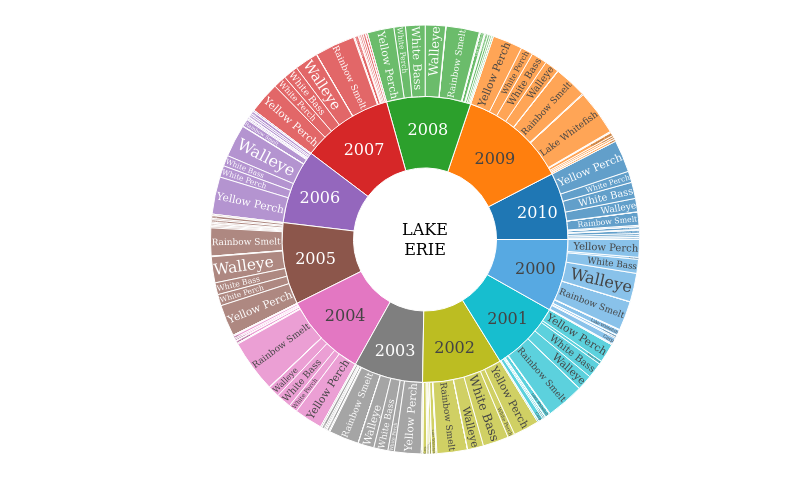 LAKE
ERIE
2000
Yellow Perch
White Bass
Walleye
Rainbow Smelt
2001
Yellow Perch
White Bass
Walleye
Rainbow Smelt
2002
Yellow Perch
White Perch
White Bass
Walleye
Rainbow Smelt
2003
Yellow Perch
White Bass
Walleye
Rainbow Smelt
2004
Yellow Perch
White Perch
White Bass
Walleye
Rainbow Smelt
2005
Yellow Perch
White Perch
White Bass
Walleye
Rainbow Smelt
2006
Yellow Perch
White Perch
White Bass
Walleye
2007
Yellow Perch
White Perch
White Bass
Walleye
Rainbow Smelt
2008
Yellow Perch
White Perch
White Bass
Walleye
Rainbow Smelt
2009
Yellow Perch
White Perch
White Bass
Walleye
Rainbow Smelt
Lake Whitefish
2010
Yellow Perch
White Perch
White Bass
Walleye
Rainbow Smelt